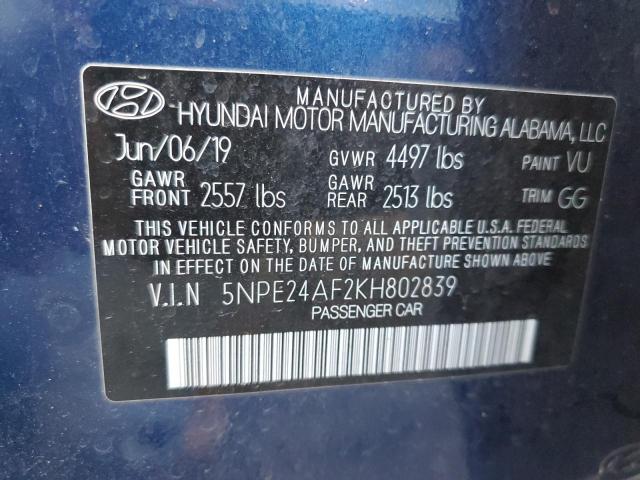 MANUFACTURED BY
HYUNDAI MOTOR MANUFACTURING ALABAMA, LLC
Jun/06/19 GVWR 4497 lbs PAINT VU
GAWR FRONT 2557 lbs GAWR REAR 2513 lbs TRIM GG
THIS VEHICLE CONFORMS TO ALL APPLICABLE U.S.A. FEDERAL
MOTOR VEHICLE SAFETY, BUMPER, AND THEFT PREVENTION STANDARDS
IN EFFECT ON THE DATE OF MANUFACTURE SHOWN ABOVE.
V.I.N 5NPE24AF2KH802839
PASSENGER CAR